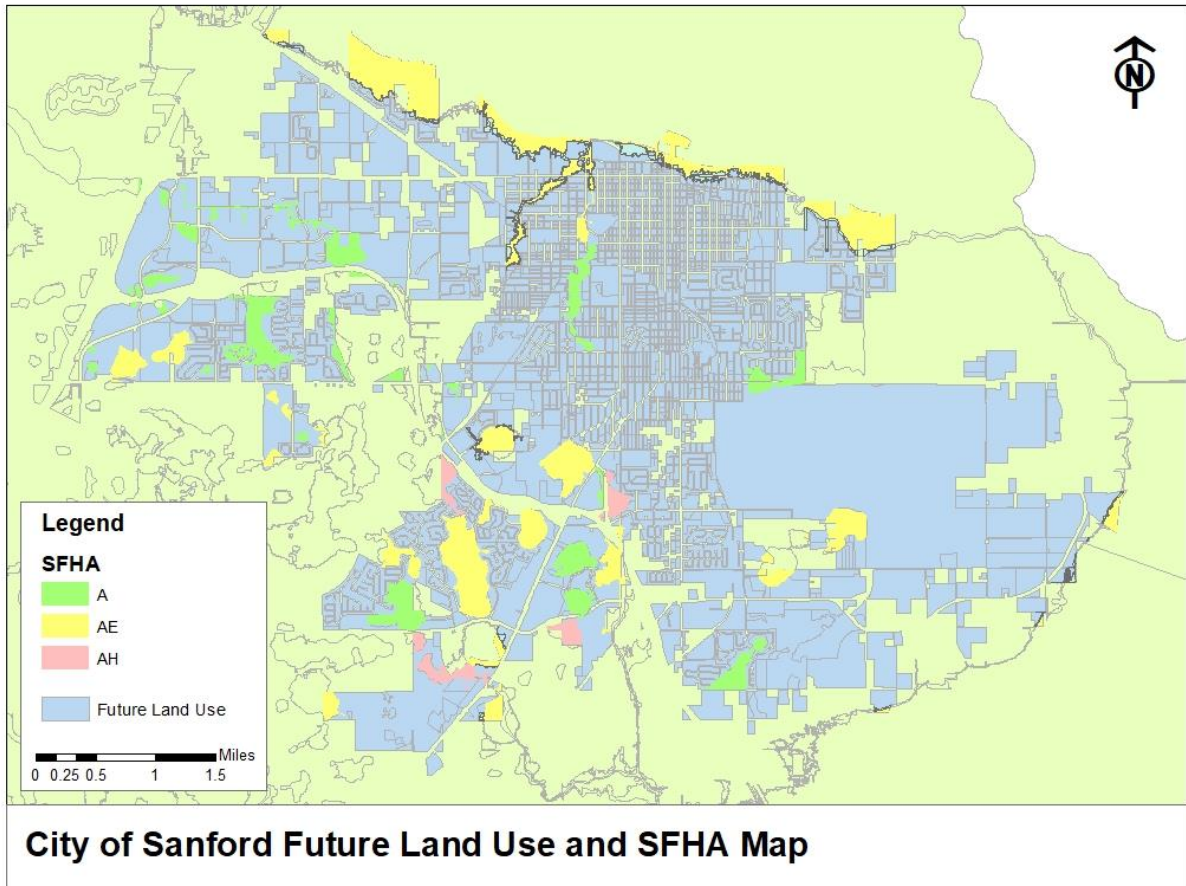 N
Legend
SFHA
A
AE
AH
Future Land Use
Miles
0 0.25 0.5 1 1.5
City of Sanford Future Land Use and SFHA Map